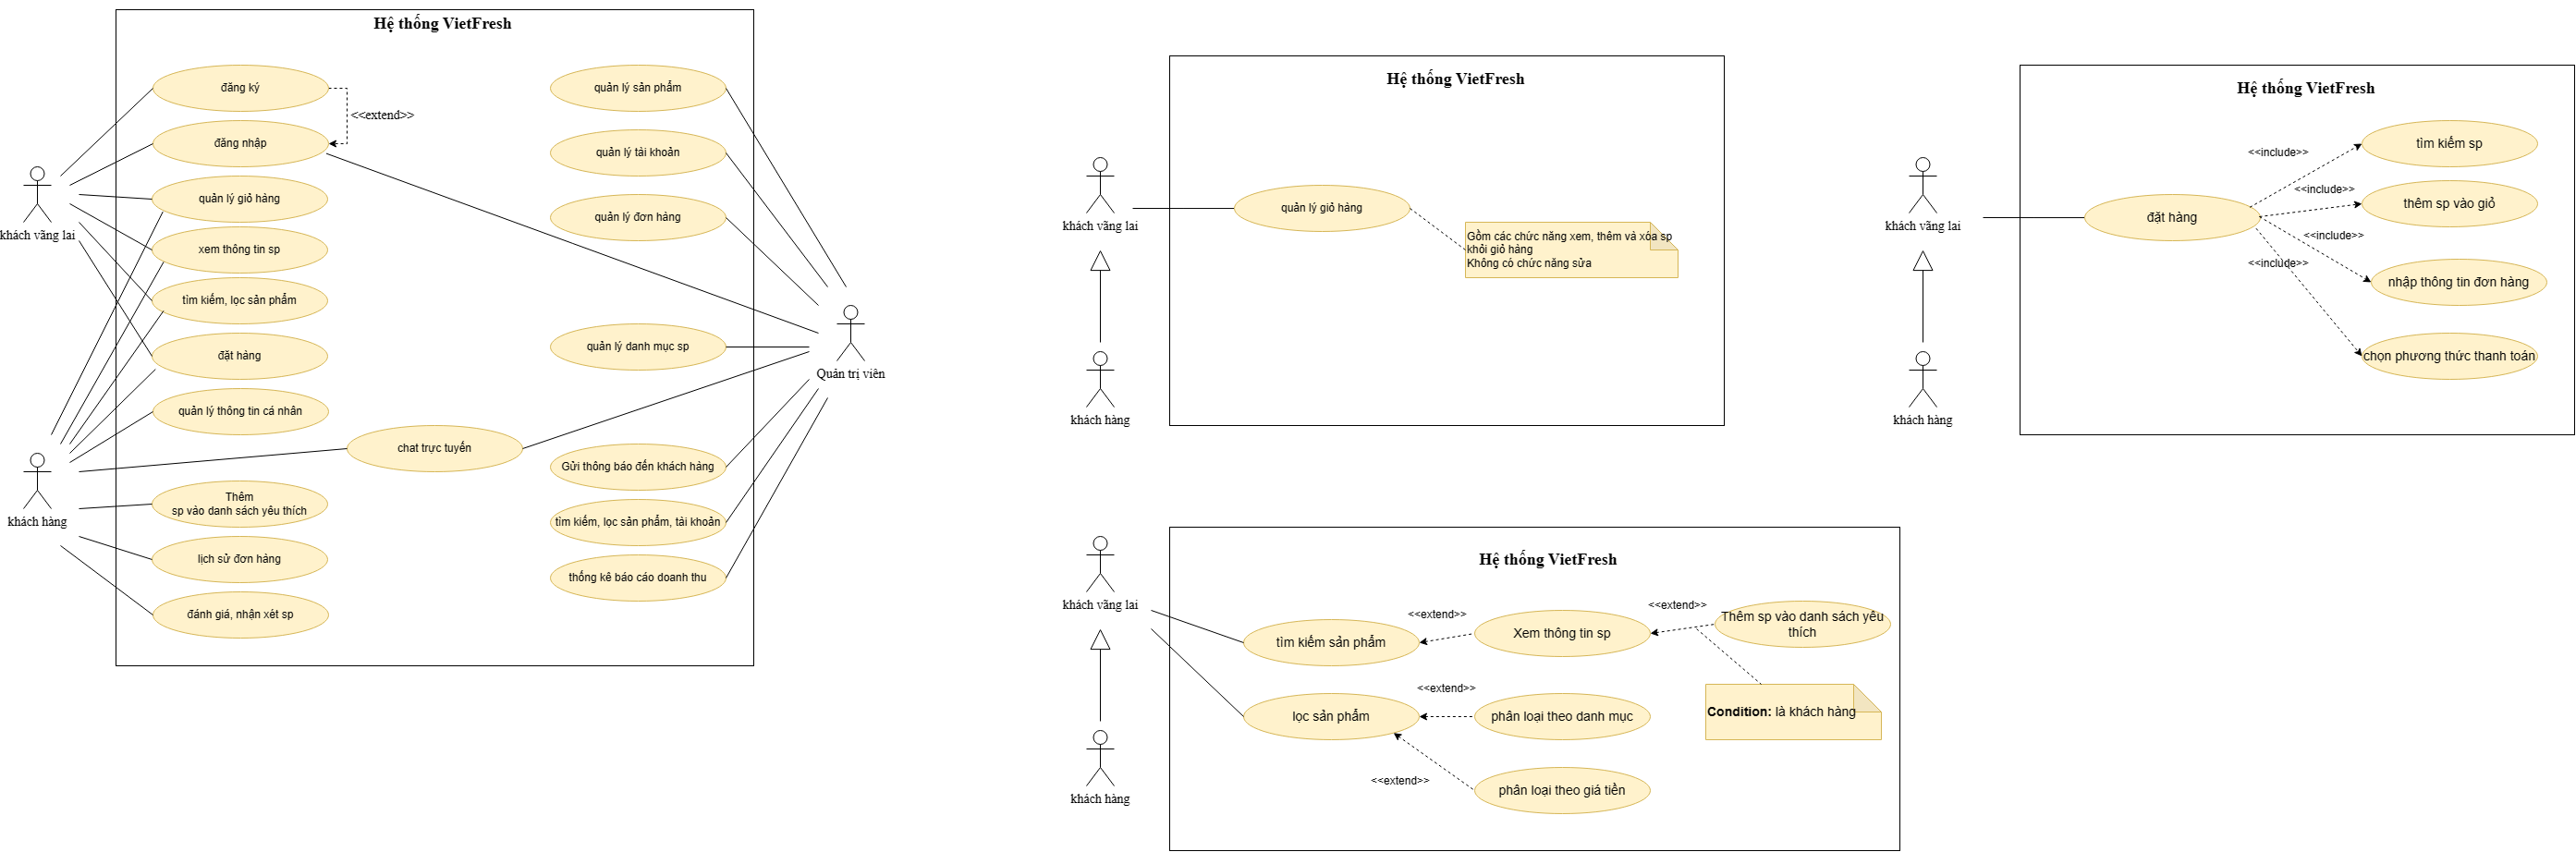 Hệ thống VietFresh
đăng ký
<<extend>>
đăng nhập
quản lý giỏ hàng
xem thông tin sp
tìm kiếm, lọc sản phẩm
đặt hàng
quản lý thông tin cá nhân
chat trực tuyến
Thêm
sp vào danh sách yêu thích
lịch sử đơn hàng
đánh giá, nhận xét sp
quản lý sản phẩm
quản lý tài khoản
quản lý đơn hàng
quản lý danh mục sp
Gửi thông báo đến khách hàng
tìm kiếm, lọc sản phẩm, tài khoản
thống kê báo cáo doanh thu
khách vãng lai
khách hàng
Quản trị viên
Hệ thống VietFresh
khách vãng lai
khách hàng
quản lý giỏ hàng
Gồm các chức năng xem, thêm và xóa sp
khỏi giỏ hàng
Không có chức năng sửa
Hệ thống VietFresh
khách vãng lai
khách hàng
đặt hàng
<<include>>
<<include>>
<<include>>
<<include>>
tìm kiếm sp
thêm sp vào giỏ
nhập thông tin đơn hàng
chọn phương thức thanh toán
Hệ thống VietFresh
khách vãng lai
khách hàng
tìm kiếm sản phẩm
<<extend>>
Xem thông tin sp
<<extend>>
Thêm sp vào danh sách yêu
thích
Condition: là khách hàng
lọc sản phẩm
<<extend>>
phân loại theo danh mục
<<extend>>
phân loại theo giá tiền